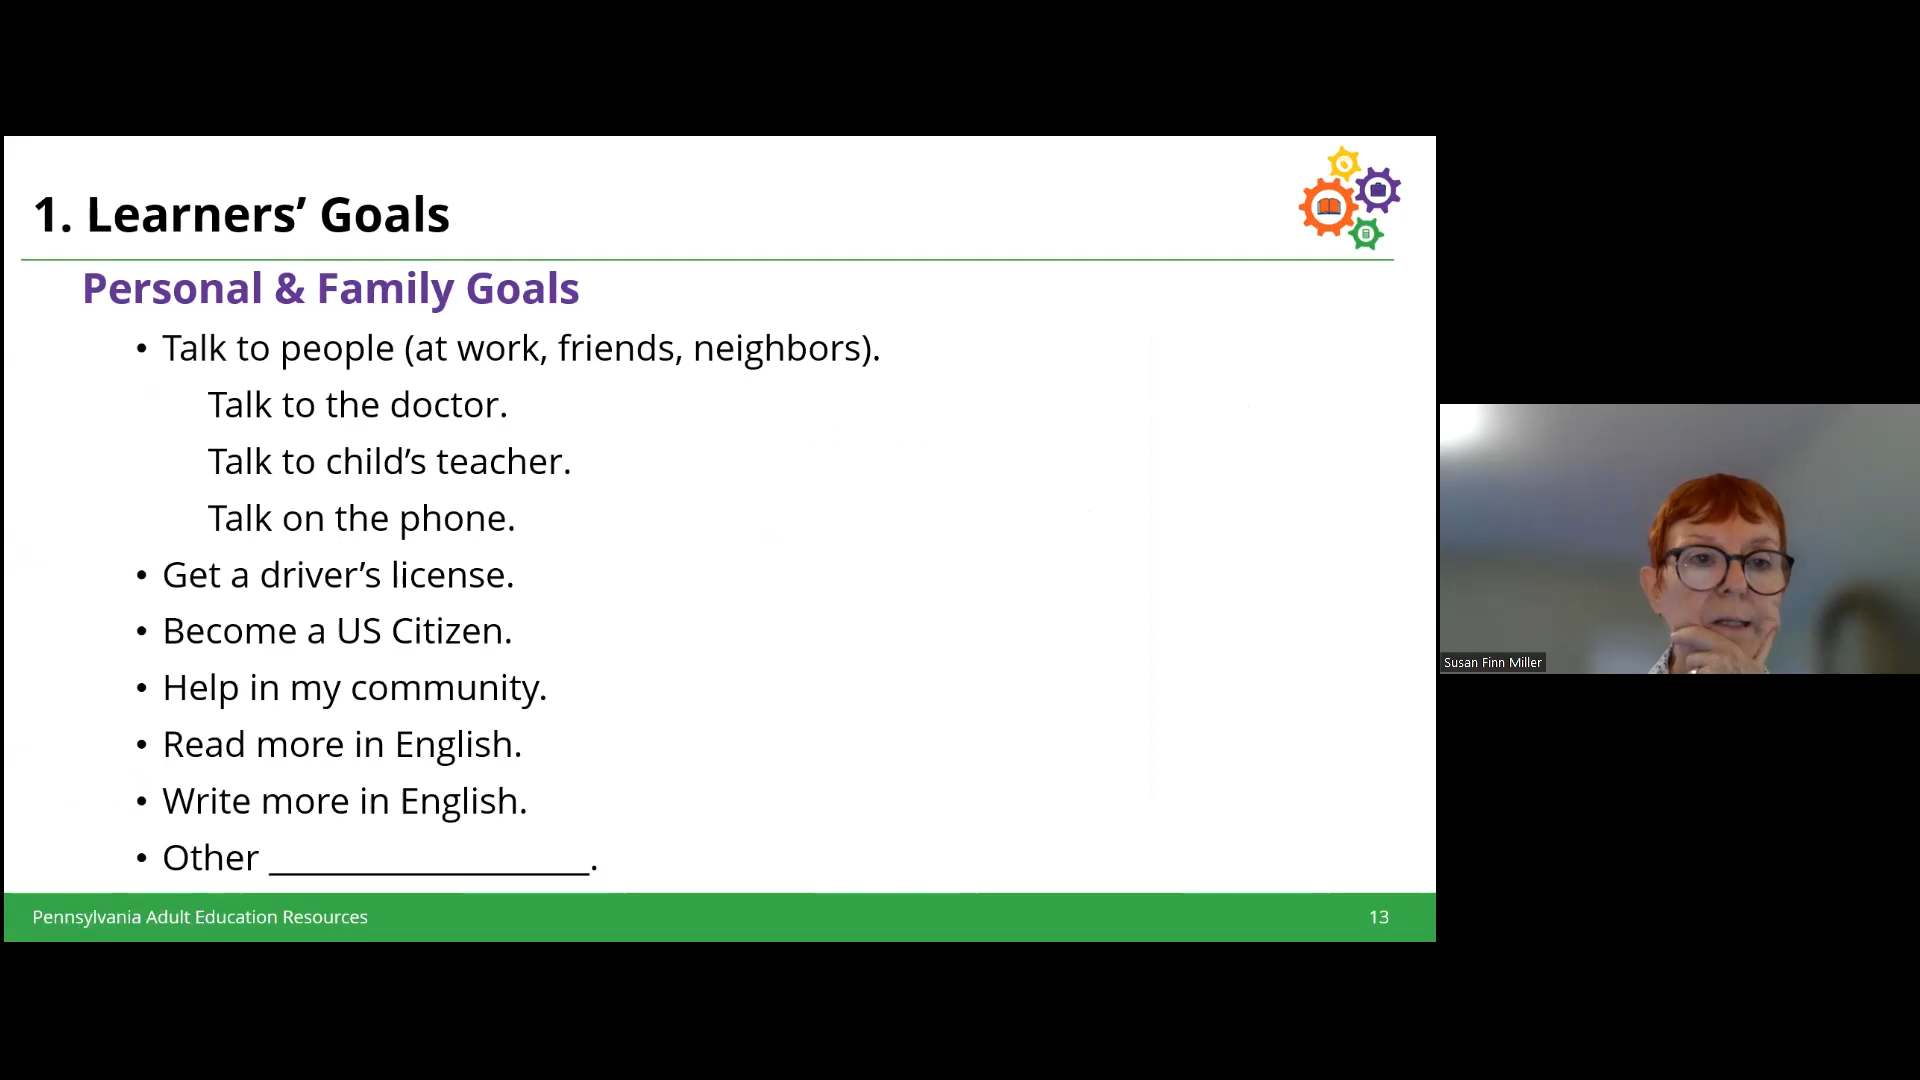 1. Learners’ Goals
Personal & Family Goals
• Talk to people (at work, friends, neighbors).
Talk to the doctor.
Talk to child’s teacher.
Talk on the phone.
• Get a driver’s license.
• Become a US Citizen.
• Help in my community.
• Read more in English.
• Write more in English.
• Other _________________.
Pennsylvania Adult Education Resources
13
Susan Finn Miller